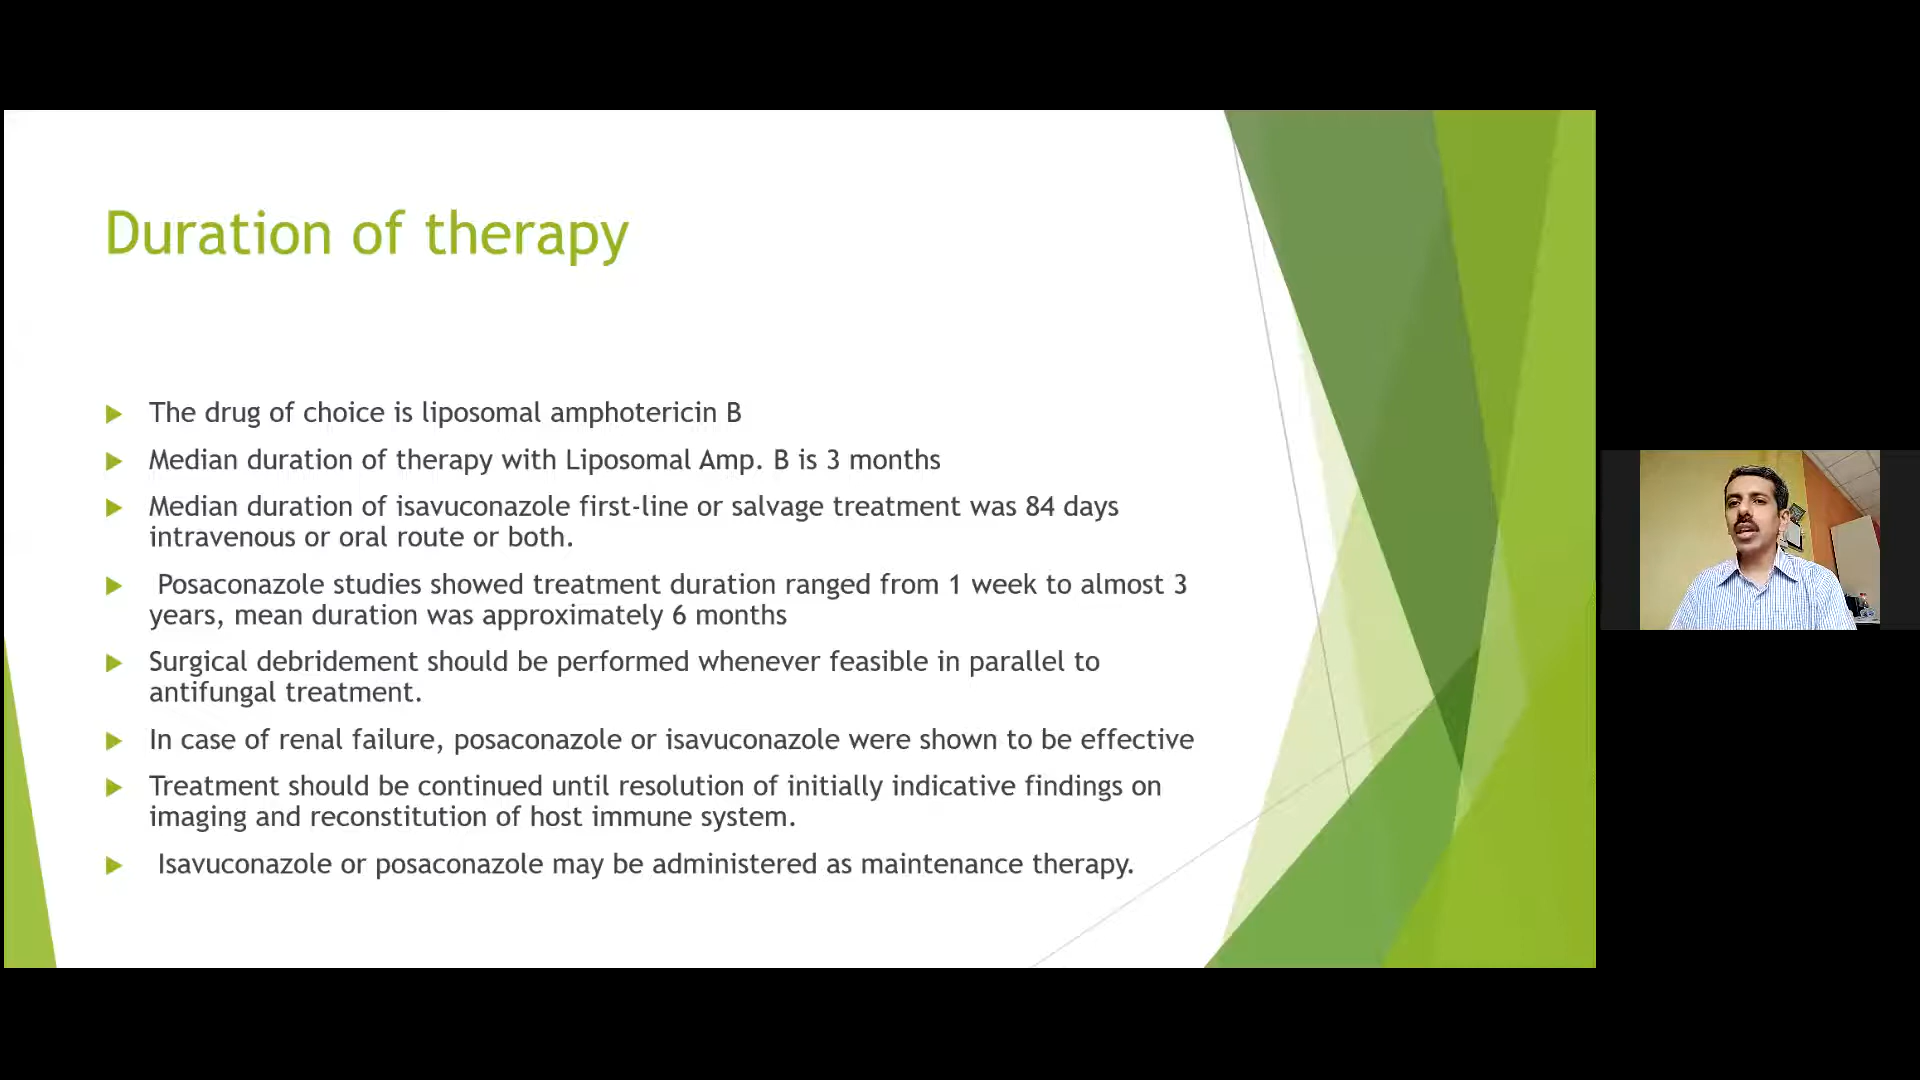 Duration of therapy
The drug of choice is liposomal amphotericin B
Median duration of therapy with Liposomal Amp. B is 3 months
Median duration of isavuconazole first-line or salvage treatment was 84 days
intravenous or oral route or both.
Posaconazole studies showed treatment duration ranged from 1 week to almost 3
years, mean duration was approximately 6 months
Surgical debridement should be performed whenever feasible in parallel to
antifungal treatment.
In case of renal failure, posaconazole or isavuconazole were shown to be effective
Treatment should be continued until resolution of initially indicative findings on
imaging and reconstitution of host immune system.
Isavuconazole or posaconazole may be administered as maintenance therapy.